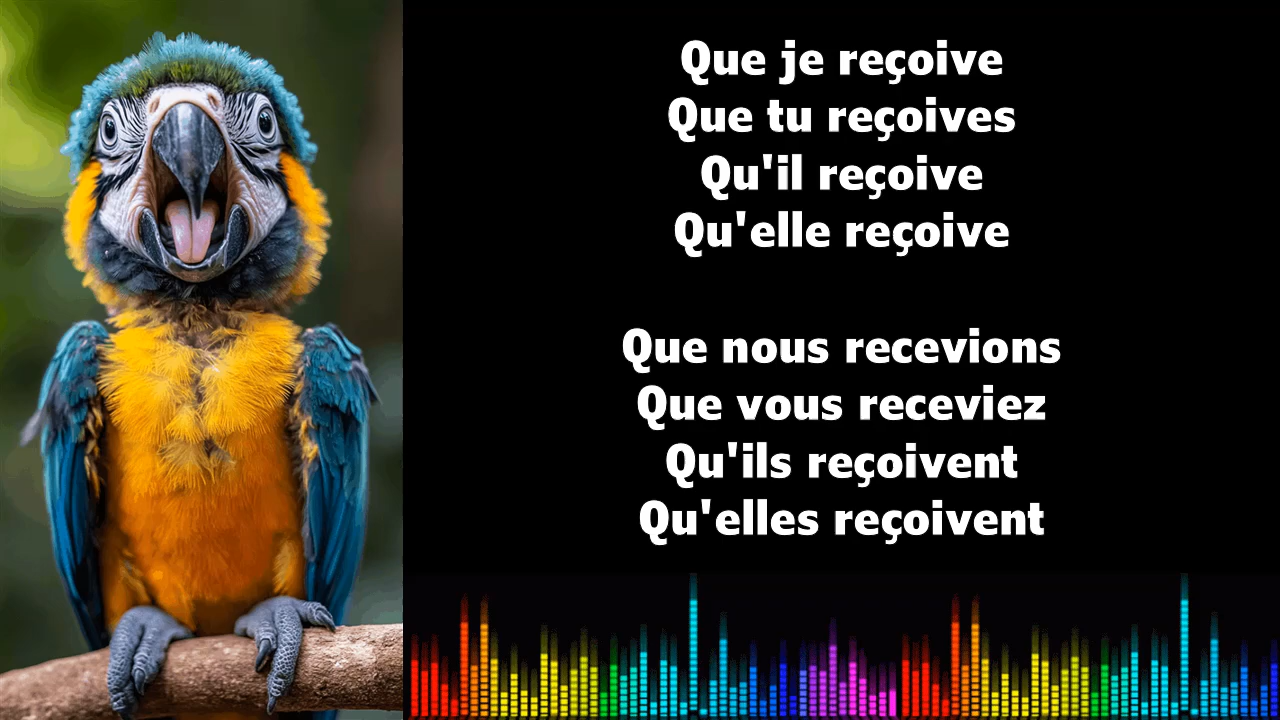 Que je reçoive
Que tu reçoives
Qu'il reçoive
Qu'elle reçoive
Que nous recevions
Que vous receviez
Qu'ils reçoivent
Qu'elles reçoivent